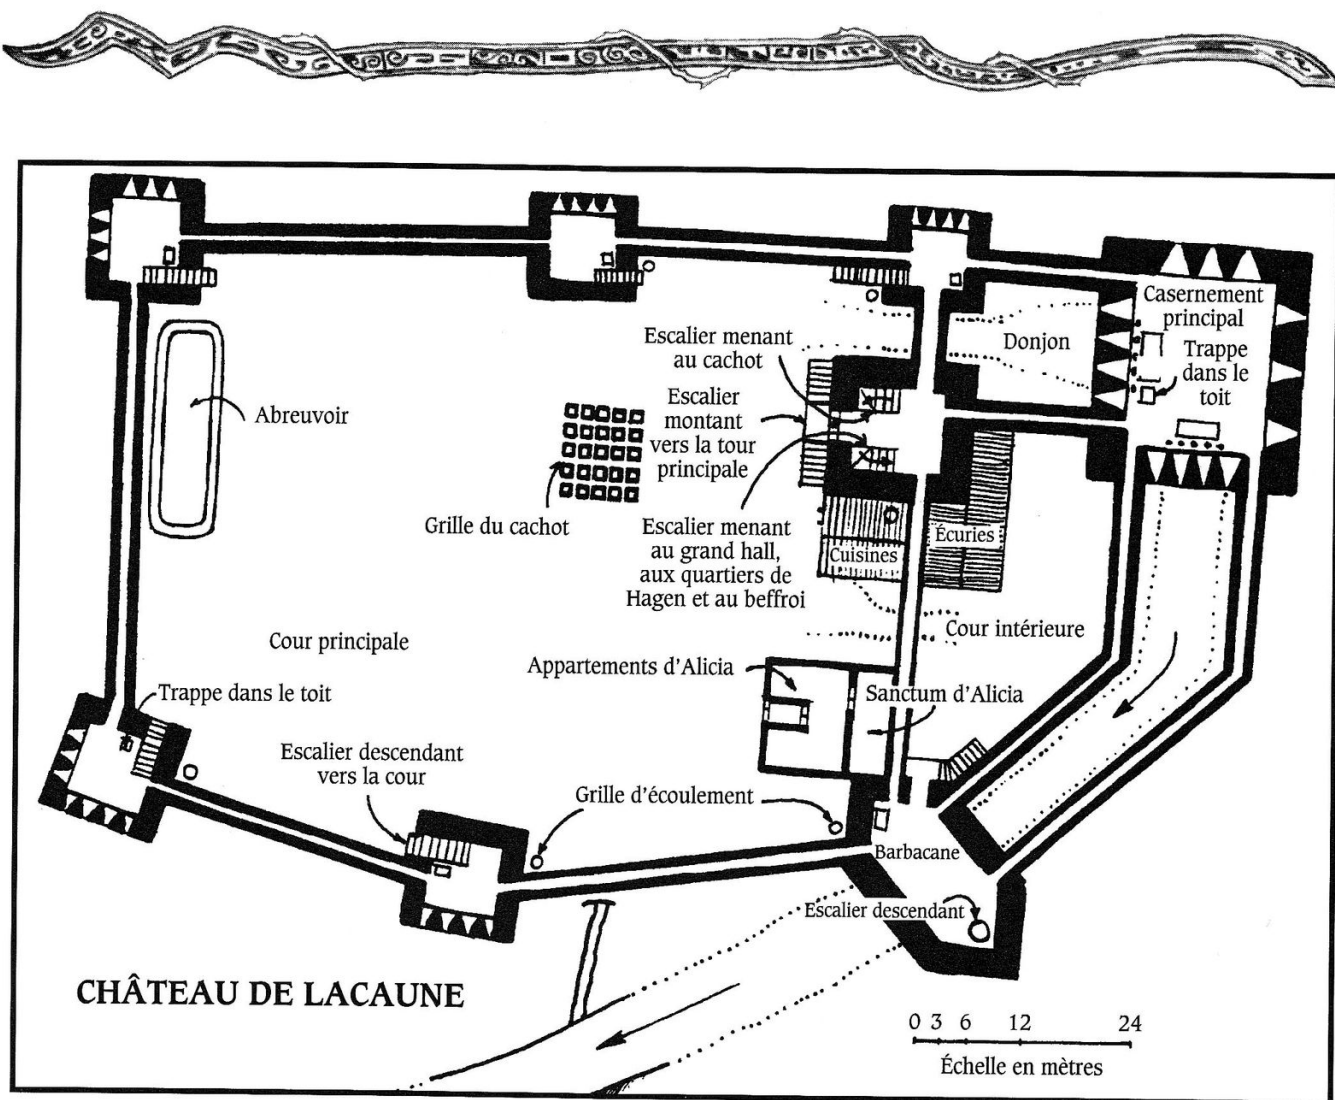 Casernement
principal
Trappe
dans le
toit
Donjon
Escalier menant
au cachot
Escalier
montant
vers la tour
principale
Abreuvoir
Grille du cachot
Escalier menant
au grand hall,
aux quartiers de
Hagen et au beffroi
Cuisines
Écuries
Cour principale
Cour intérieure
Appartements d'Alicia
Sanctum d'Alicia
Trappe dans le toit
Escalier descendant
vers la cour
Grille d'écoulement
Barbacane
Escalier descendant
CHÂTEAU DE LACAUNE
0 3 6 12 24
Échelle en mètres